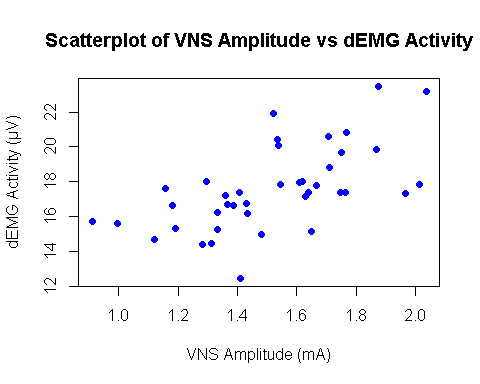 Scatterplot of VNS Amplitude vs dEMG Activity
dEMG Activity (µV)
22
20
18
16
14
12
1.0 1.2 1.4 1.6 1.8 2.0
VNS Amplitude (mA)